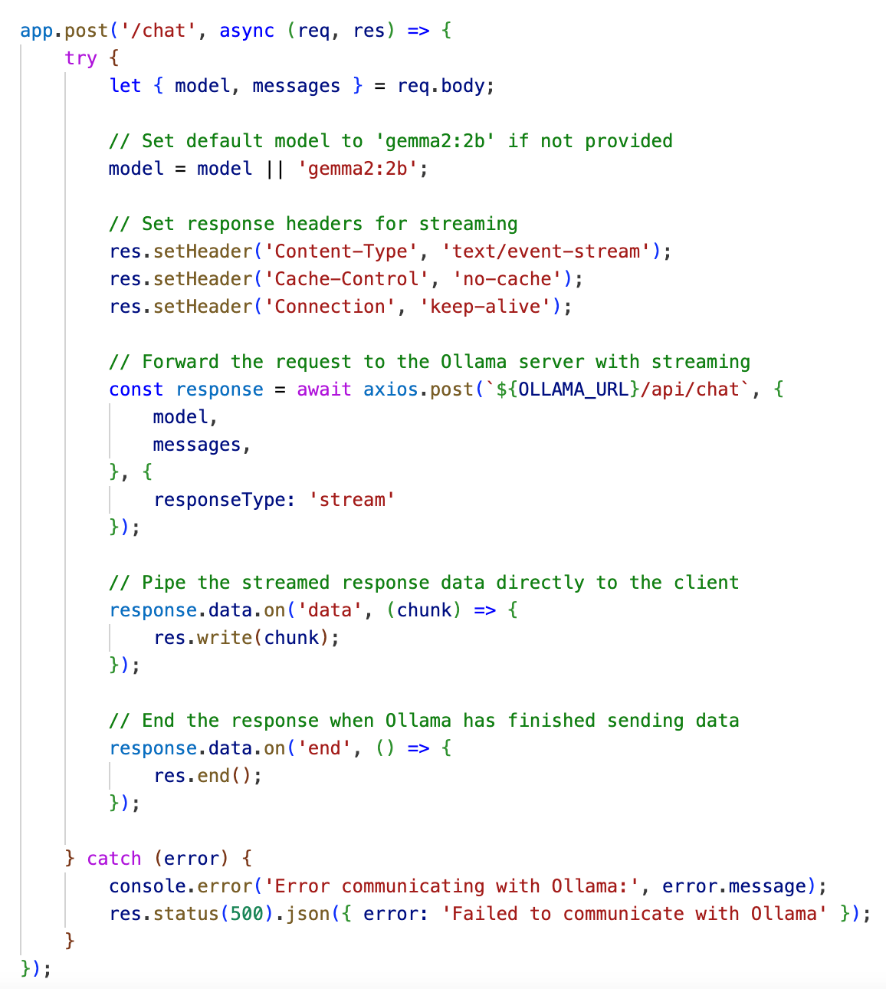 app.post('/chat', async (req, res) => {
    try {
        let { model, messages } = req.body;

        // Set default model to 'gemma2:2b' if not provided
        model = model || 'gemma2:2b';

        // Set response headers for streaming
        res.setHeader('Content-Type', 'text/event-stream');
        res.setHeader('Cache-Control', 'no-cache');
        res.setHeader('Connection', 'keep-alive');

        // Forward the request to the Ollama server with streaming
        const response = await axios.post(`${OLLAMA_URL}/api/chat`, {
            model,
            messages,
        }, {
            responseType: 'stream'
        });

        // Pipe the streamed response data directly to the client
        response.data.on('data', (chunk) => {
            res.write(chunk);
        });

        // End the response when Ollama has finished sending data
        response.data.on('end', () => {
            res.end();
        });

    } catch (error) {
        console.error('Error communicating with Ollama:', error.message);
        res.status(500).json({ error: 'Failed to communicate with Ollama' });
    }
});